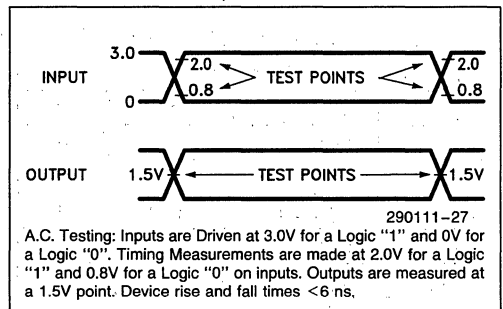 3.0
2.0 2.0
INPUT TEST POINTS
0.8 0.8
0
OUTPUT 1.5V TEST POINTS 1.5V
290111–27
A.C. Testing: Inputs are Driven at 3.0V for a Logic "1" and 0V for
a Logic "0". Timing Measurements are made at 2.0V for a Logic
"1" and 0.8V for a Logic "0" on inputs. Outputs are measured at
a 1.5V point. Device rise and fall times <6 ns.